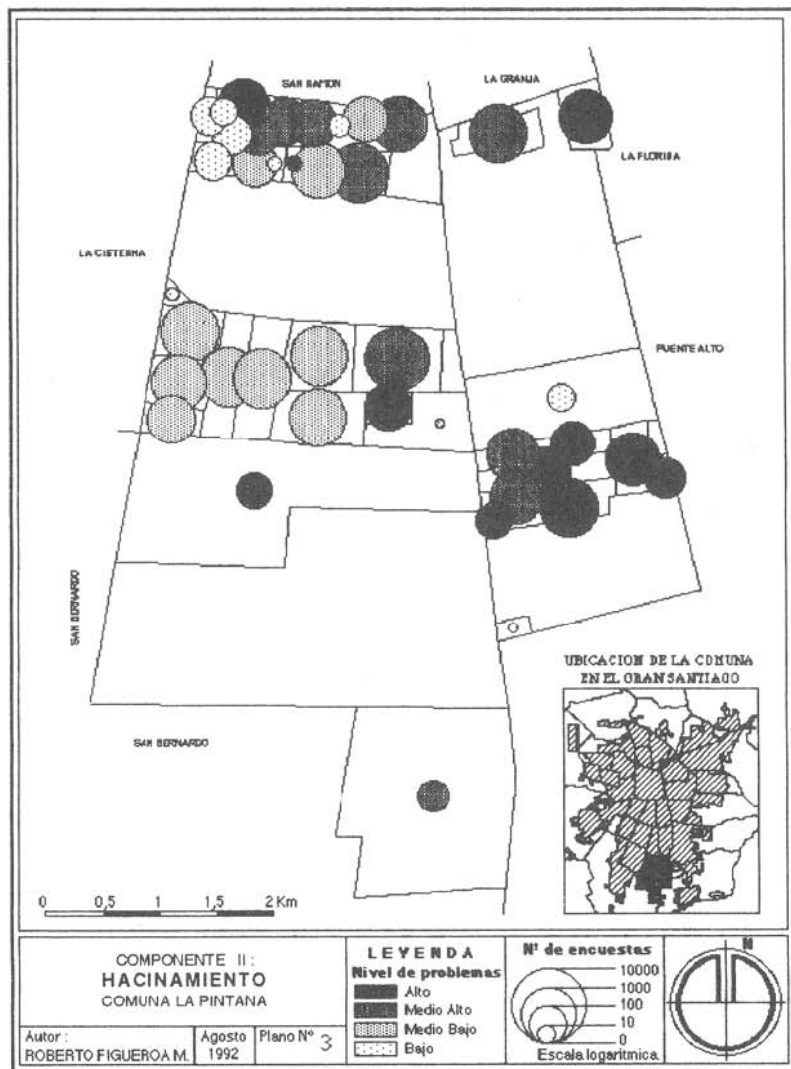 SAN RAMON
LA GRANJA
LA FLORIDA
LA CISTERNA
PUENTE ALTO
SAN BERNARDO
SAN BERNARDO
UBICACION DE LA COMUNA
EN EL GRAN SANTIAGO
0 0,5 1 1,5 2 Km
COMPONENTE II :
HACINAMIENTO
COMUNA LA PINTANA
Autor :
ROBERTO FIGUEROA M.
Agosto
1992
Plano Nº 3
LEYENDA
Nivel de problemas
Alto
Medio Alto
Medio Bajo
Bajo
Nº de encuestas
10000
1000
100
10
0
Escala logarítmica
N